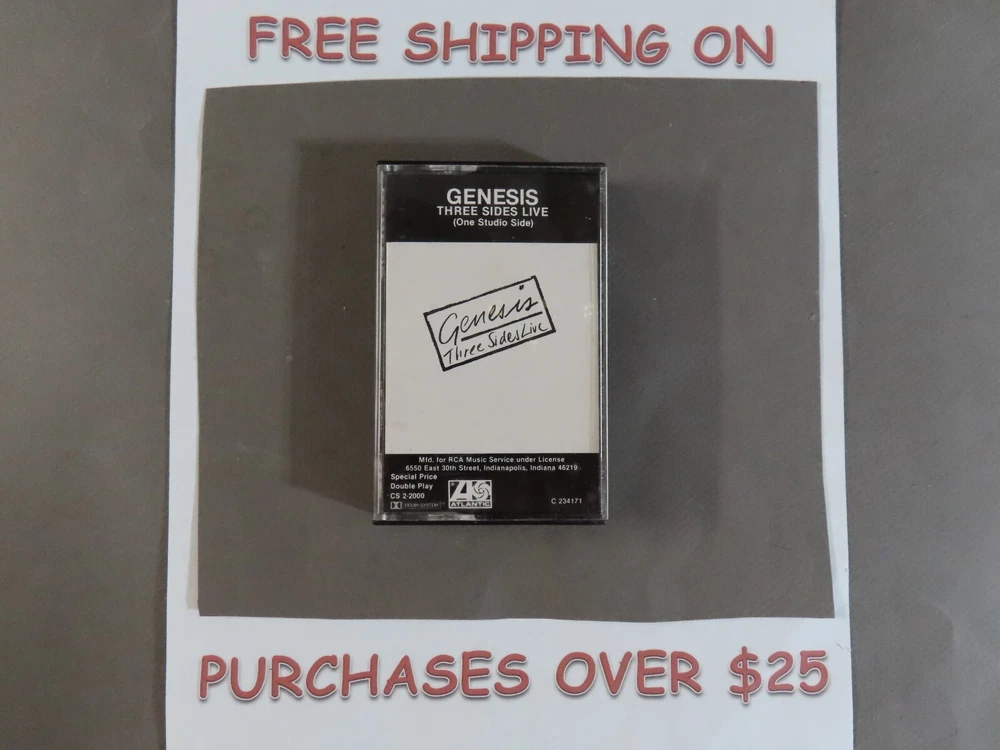 FREE SHIPPING ON
GENESIS
THREE SIDES LIVE
(One Studio Side)
Genesis
Three Sides Live
Mfd. for RCA Music Service under License
6550 East 30th Street, Indianapolis, Indiana 46219
Special Price
Double Play
CS 2-2000
DOLBY SYSTEM
ATLANTIC
C 234171
PURCHASES OVER $25